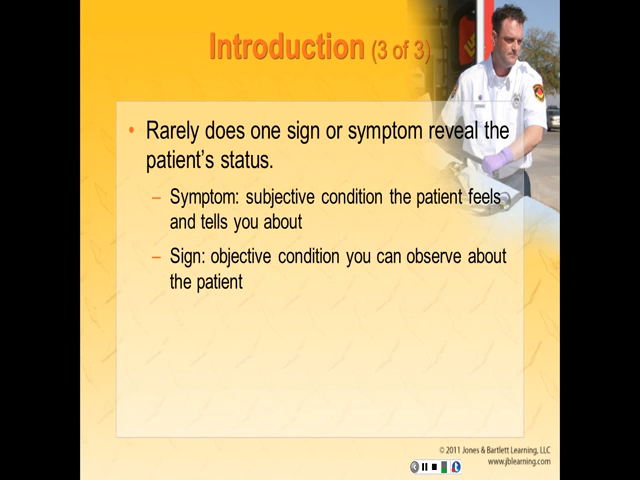 Introduction (3 of 3)
• Rarely does one sign or symptom reveal the
patient's status.
– Symptom: subjective condition the patient feels
and tells you about
– Sign: objective condition you can observe about
the patient
© 2011 Jones & Bartlett Learning, LLC
www.jblearning.com